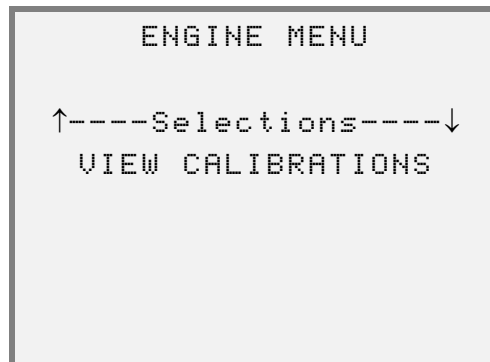 ENGINE MENU
↑----Selections----↓
VIEW CALIBRATIONS